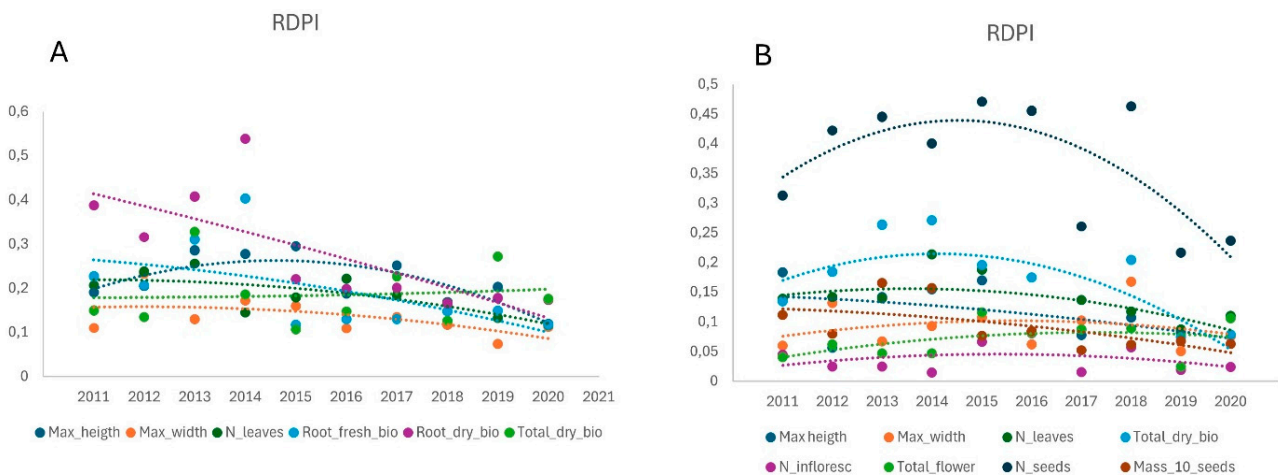 RDPI
A
0,6
0,5
0,4
0,3
0,2
0,1
0
2011 2012 2013 2014 2015 2016 2017 2018 2019 2020 2021
Max_heigth Max_width N_leaves Root_fresh_bio Root_dry_bio Total_dry_bio
RDPI
B
0,5
0,45
0,4
0,35
0,3
0,25
0,2
0,15
0,1
0,05
0
2011 2012 2013 2014 2015 2016 2017 2018 2019 2020
Max heigth Max_width N_leaves Total_dry_bio
N_infloresc Total_flower N_seeds Mass_10_seeds